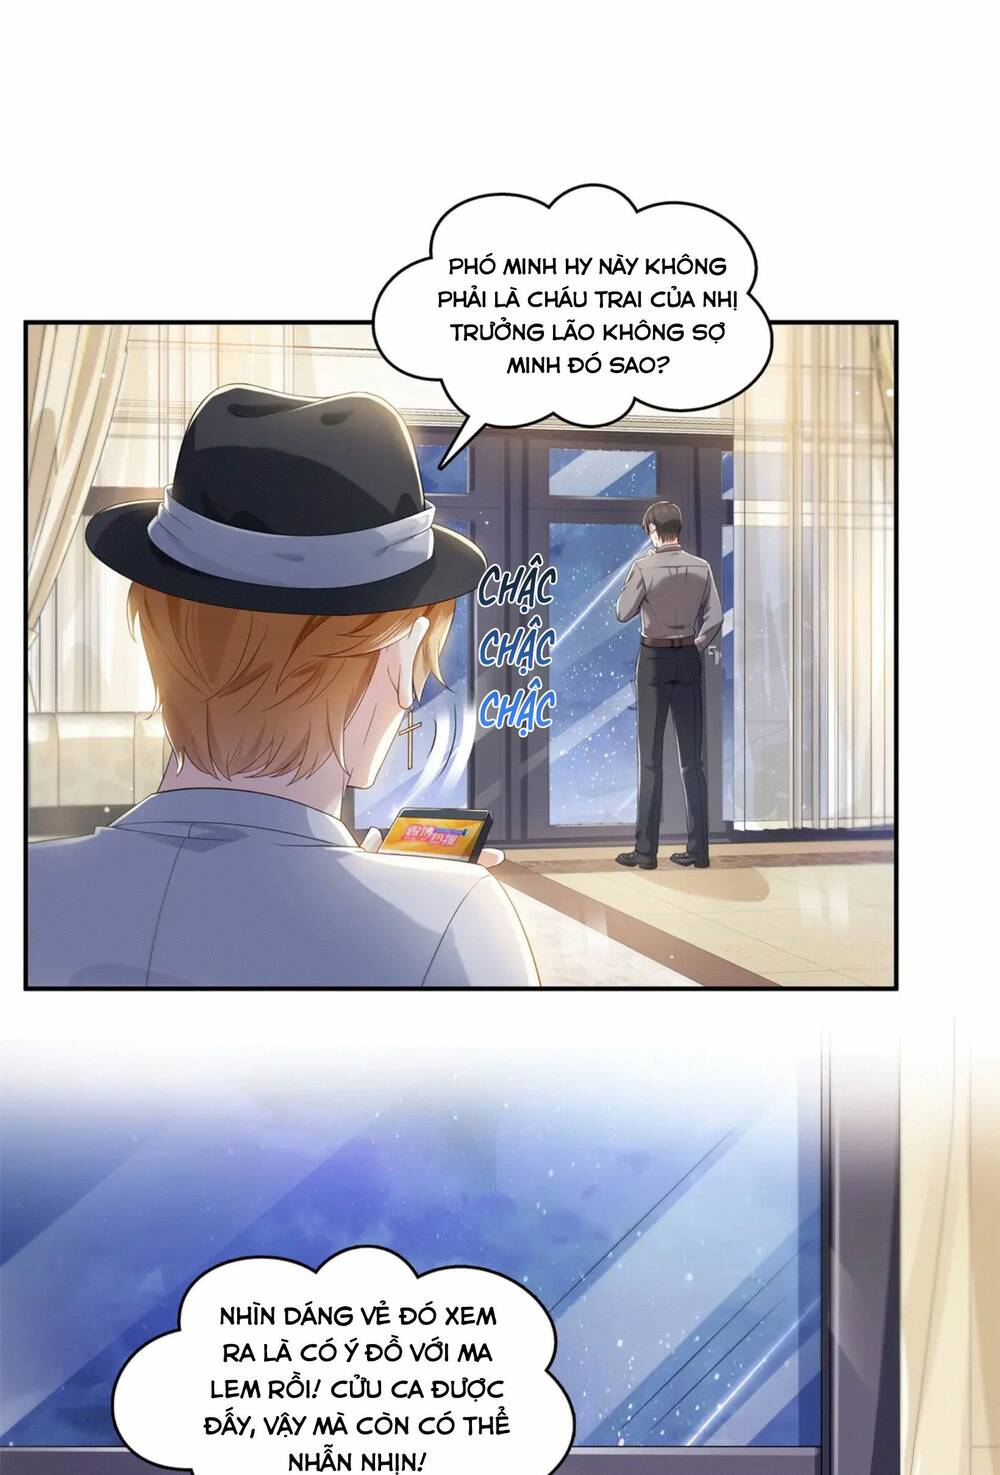 PHÓ MINH HY NÀY KHÔNG
PHẢI LÀ CHÁU TRAI CỦA NHỊ
TRƯỞNG LÃO KHÔNG SỢ
MINH ĐÓ SAO?
CHẬC
CHẬC
CHẬC
NHÌN DÁNG VẺ ĐÓ XEM
RA LÀ CÓ Ý ĐỒ VỚI MA
LEM RỒI! CỬU CA ĐƯỢC
ĐẤY, VẬY MÀ CÒN CÓ THỂ
NHẪN NHỊN!